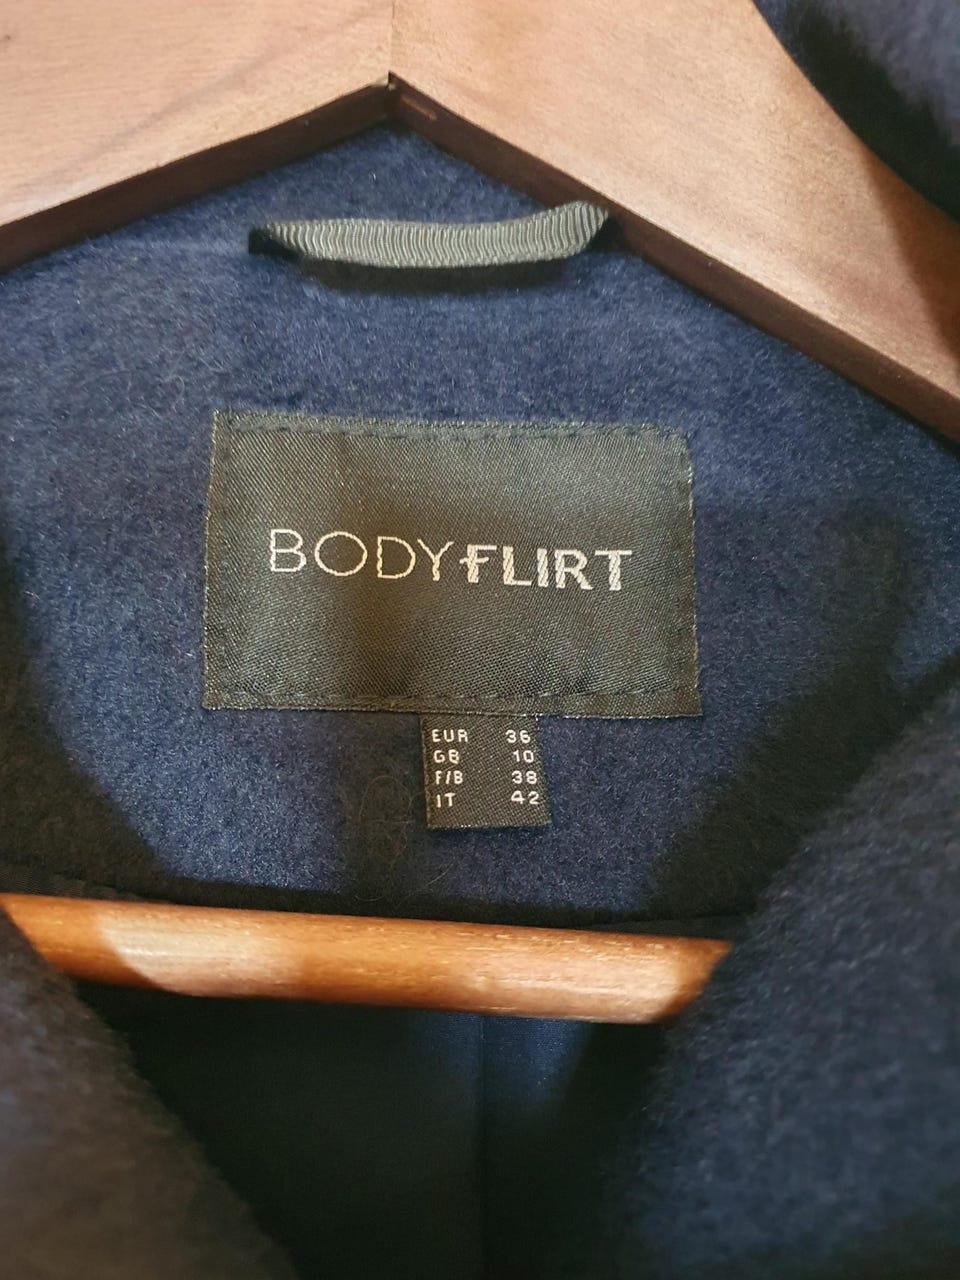 BODYFLIRT
EUR 36
GB 10
F/B 38
IT 42